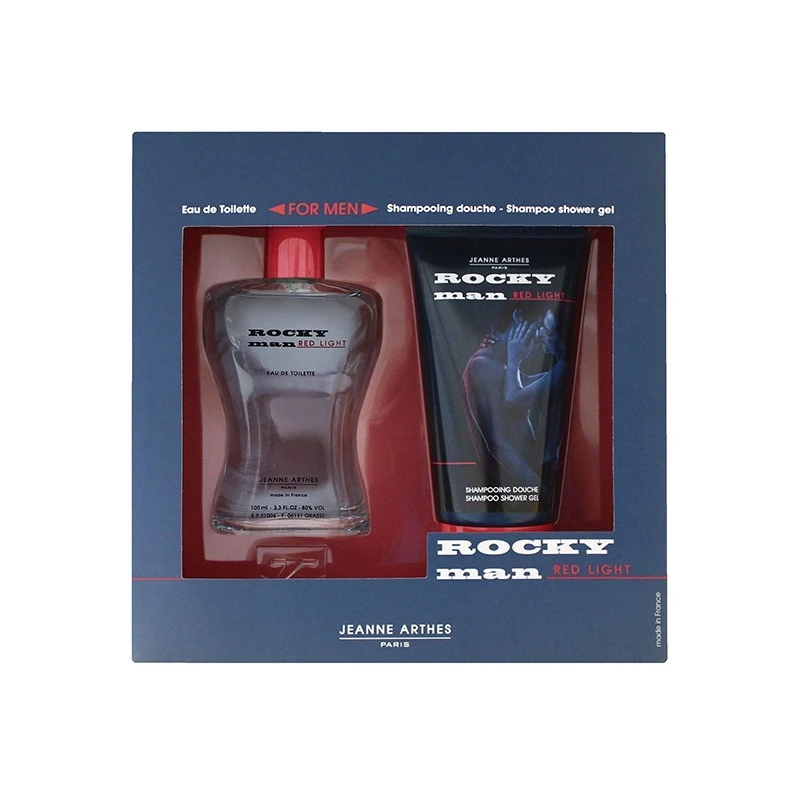 Eau de Toilette ◄FOR MEN► Shampooing douche - Shampoo shower gel
ROCKY
man RED LIGHT
EAU DE TOILETTE
JEANNE ARTHES
PARIS
made in France
100 ml - 3,3 FL.OZ - 80% VOL
JEANNE ARTHES
PARIS
ROCKY
man RED LIGHT
SHAMPOOING DOUCHE
SHAMPOO SHOWER GEL
ROCKY
man RED LIGHT
JEANNE ARTHES
PARIS
made in France